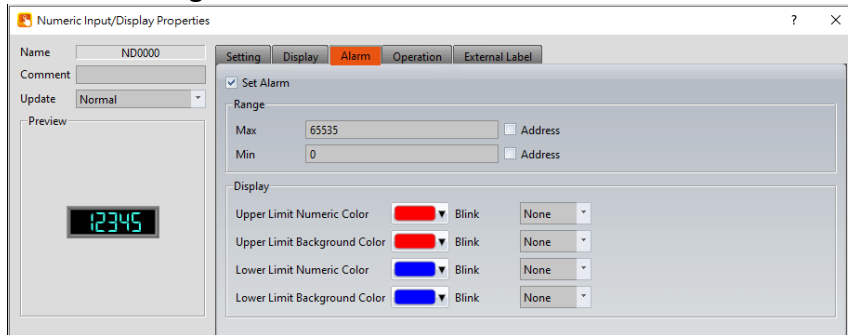 Numeric Input/Display Properties ? ×
Name ND0000
Comment
Update Normal
Preview
12345
Setting Display Alarm Operation External Label
Set Alarm
Range
Max 65535 Address
Min 0 Address
Display
Upper Limit Numeric Color Blink None
Upper Limit Background Color Blink None
Lower Limit Numeric Color Blink None
Lower Limit Background Color Blink None